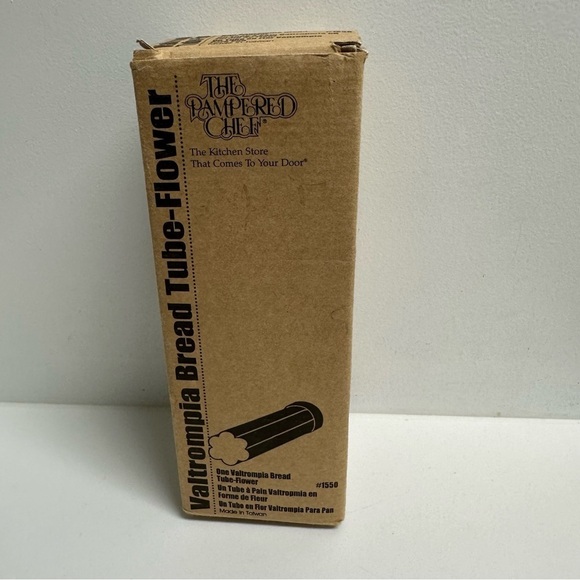 THE
PAMPERED
CHEF®
The Kitchen Store
That Comes To Your Door®
Valtrompia Bread Tube-Flower
One Valtrompia Bread
Tube-Flower
#1550
Un Tube à Pain Valtropmia en
Forme de Fleur
Un Tubo en Flor Valtrompia Para Pan
Made in Taiwan